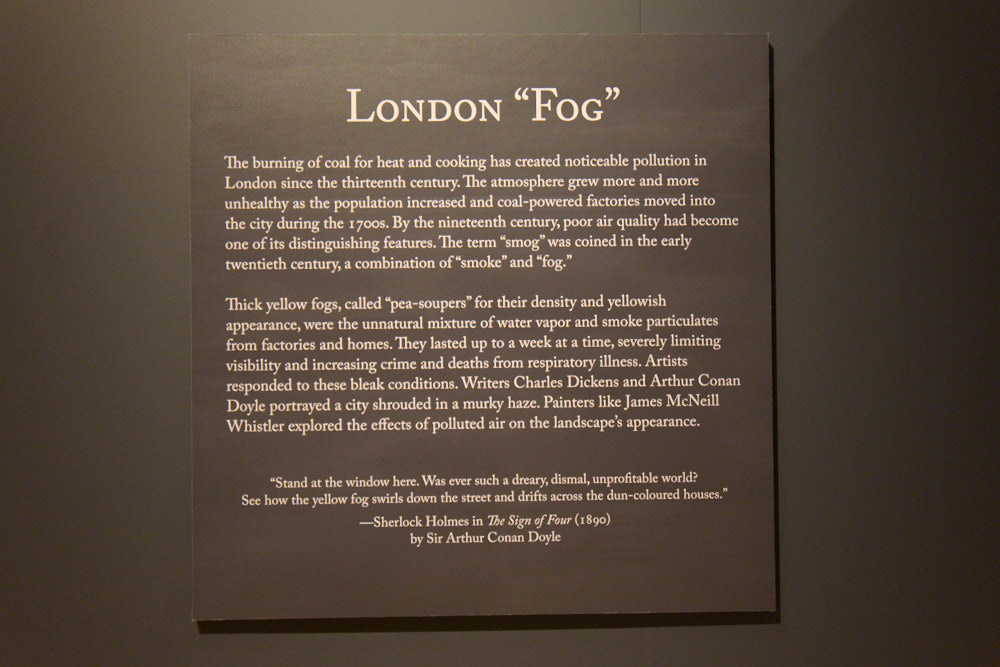 London “Fog”
The burning of coal for heat and cooking has created noticeable pollution in
London since the thirteenth century. The atmosphere grew more and more
unhealthy as the population increased and coal-powered factories moved into
the city during the 1700s. By the nineteenth century, poor air quality had become
one of its distinguishing features. The term “smog” was coined in the early
twentieth century, a combination of “smoke” and “fog.”
Thick yellow fogs, called “pea-soupers” for their density and yellowish
appearance, were the unnatural mixture of water vapor and smoke particulates
from factories and homes. They lasted up to a week at a time, severely limiting
visibility and increasing crime and deaths from respiratory illness. Artists
responded to these bleak conditions. Writers Charles Dickens and Arthur Conan
Doyle portrayed a city shrouded in a murky haze. Painters like James McNeill
Whistler explored the effects of polluted air on the landscape’s appearance.
“Stand at the window here. Was ever such a dreary, dismal, unprofitable world?
See how the yellow fog swirls down the street and drifts across the dun-coloured houses.”
—Sherlock Holmes in The Sign of Four (1890)
by Sir Arthur Conan Doyle